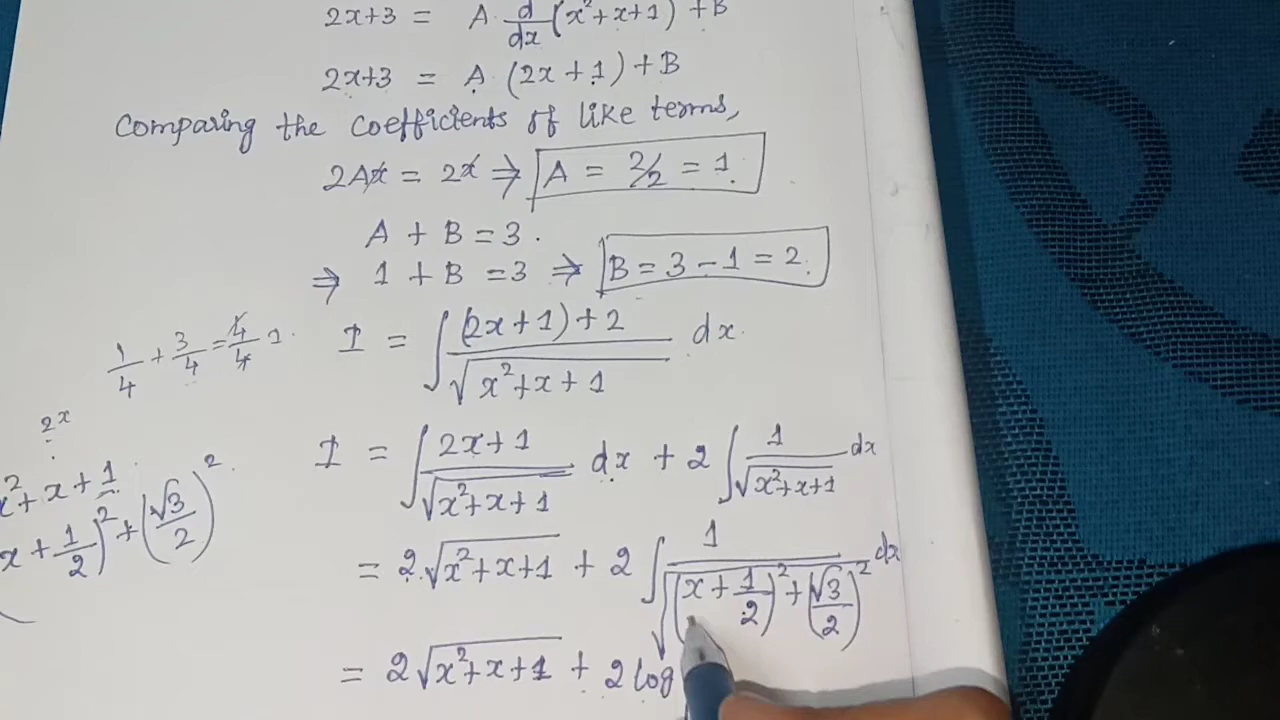 2x+3 = A. d/dx (x²+x+1) + B
2x+3 = A (2x+1) + B
Comparing the coefficients of like terms,
2Ax = 2x ⇒ A = 2/2 = 1.
A + B = 3.
⇒ 1 + B = 3 ⇒ B = 3 - 1 = 2.
1/4 + 3/4 = 4/4 =
I = ∫ (2x+1)+2 / √x²+x+1 dx.
2x
x²+x+1
x + 1/2)² + (√3/2)²
I = ∫ 2x+1 / √x²+x+1 dx + 2 ∫ 1 / √x²+x+1 dx
= 2.√x²+x+1 + 2 ∫ 1 / √(x + 1/2)² + (√3/2)² dx
= 2√x²+x+1 + 2 log